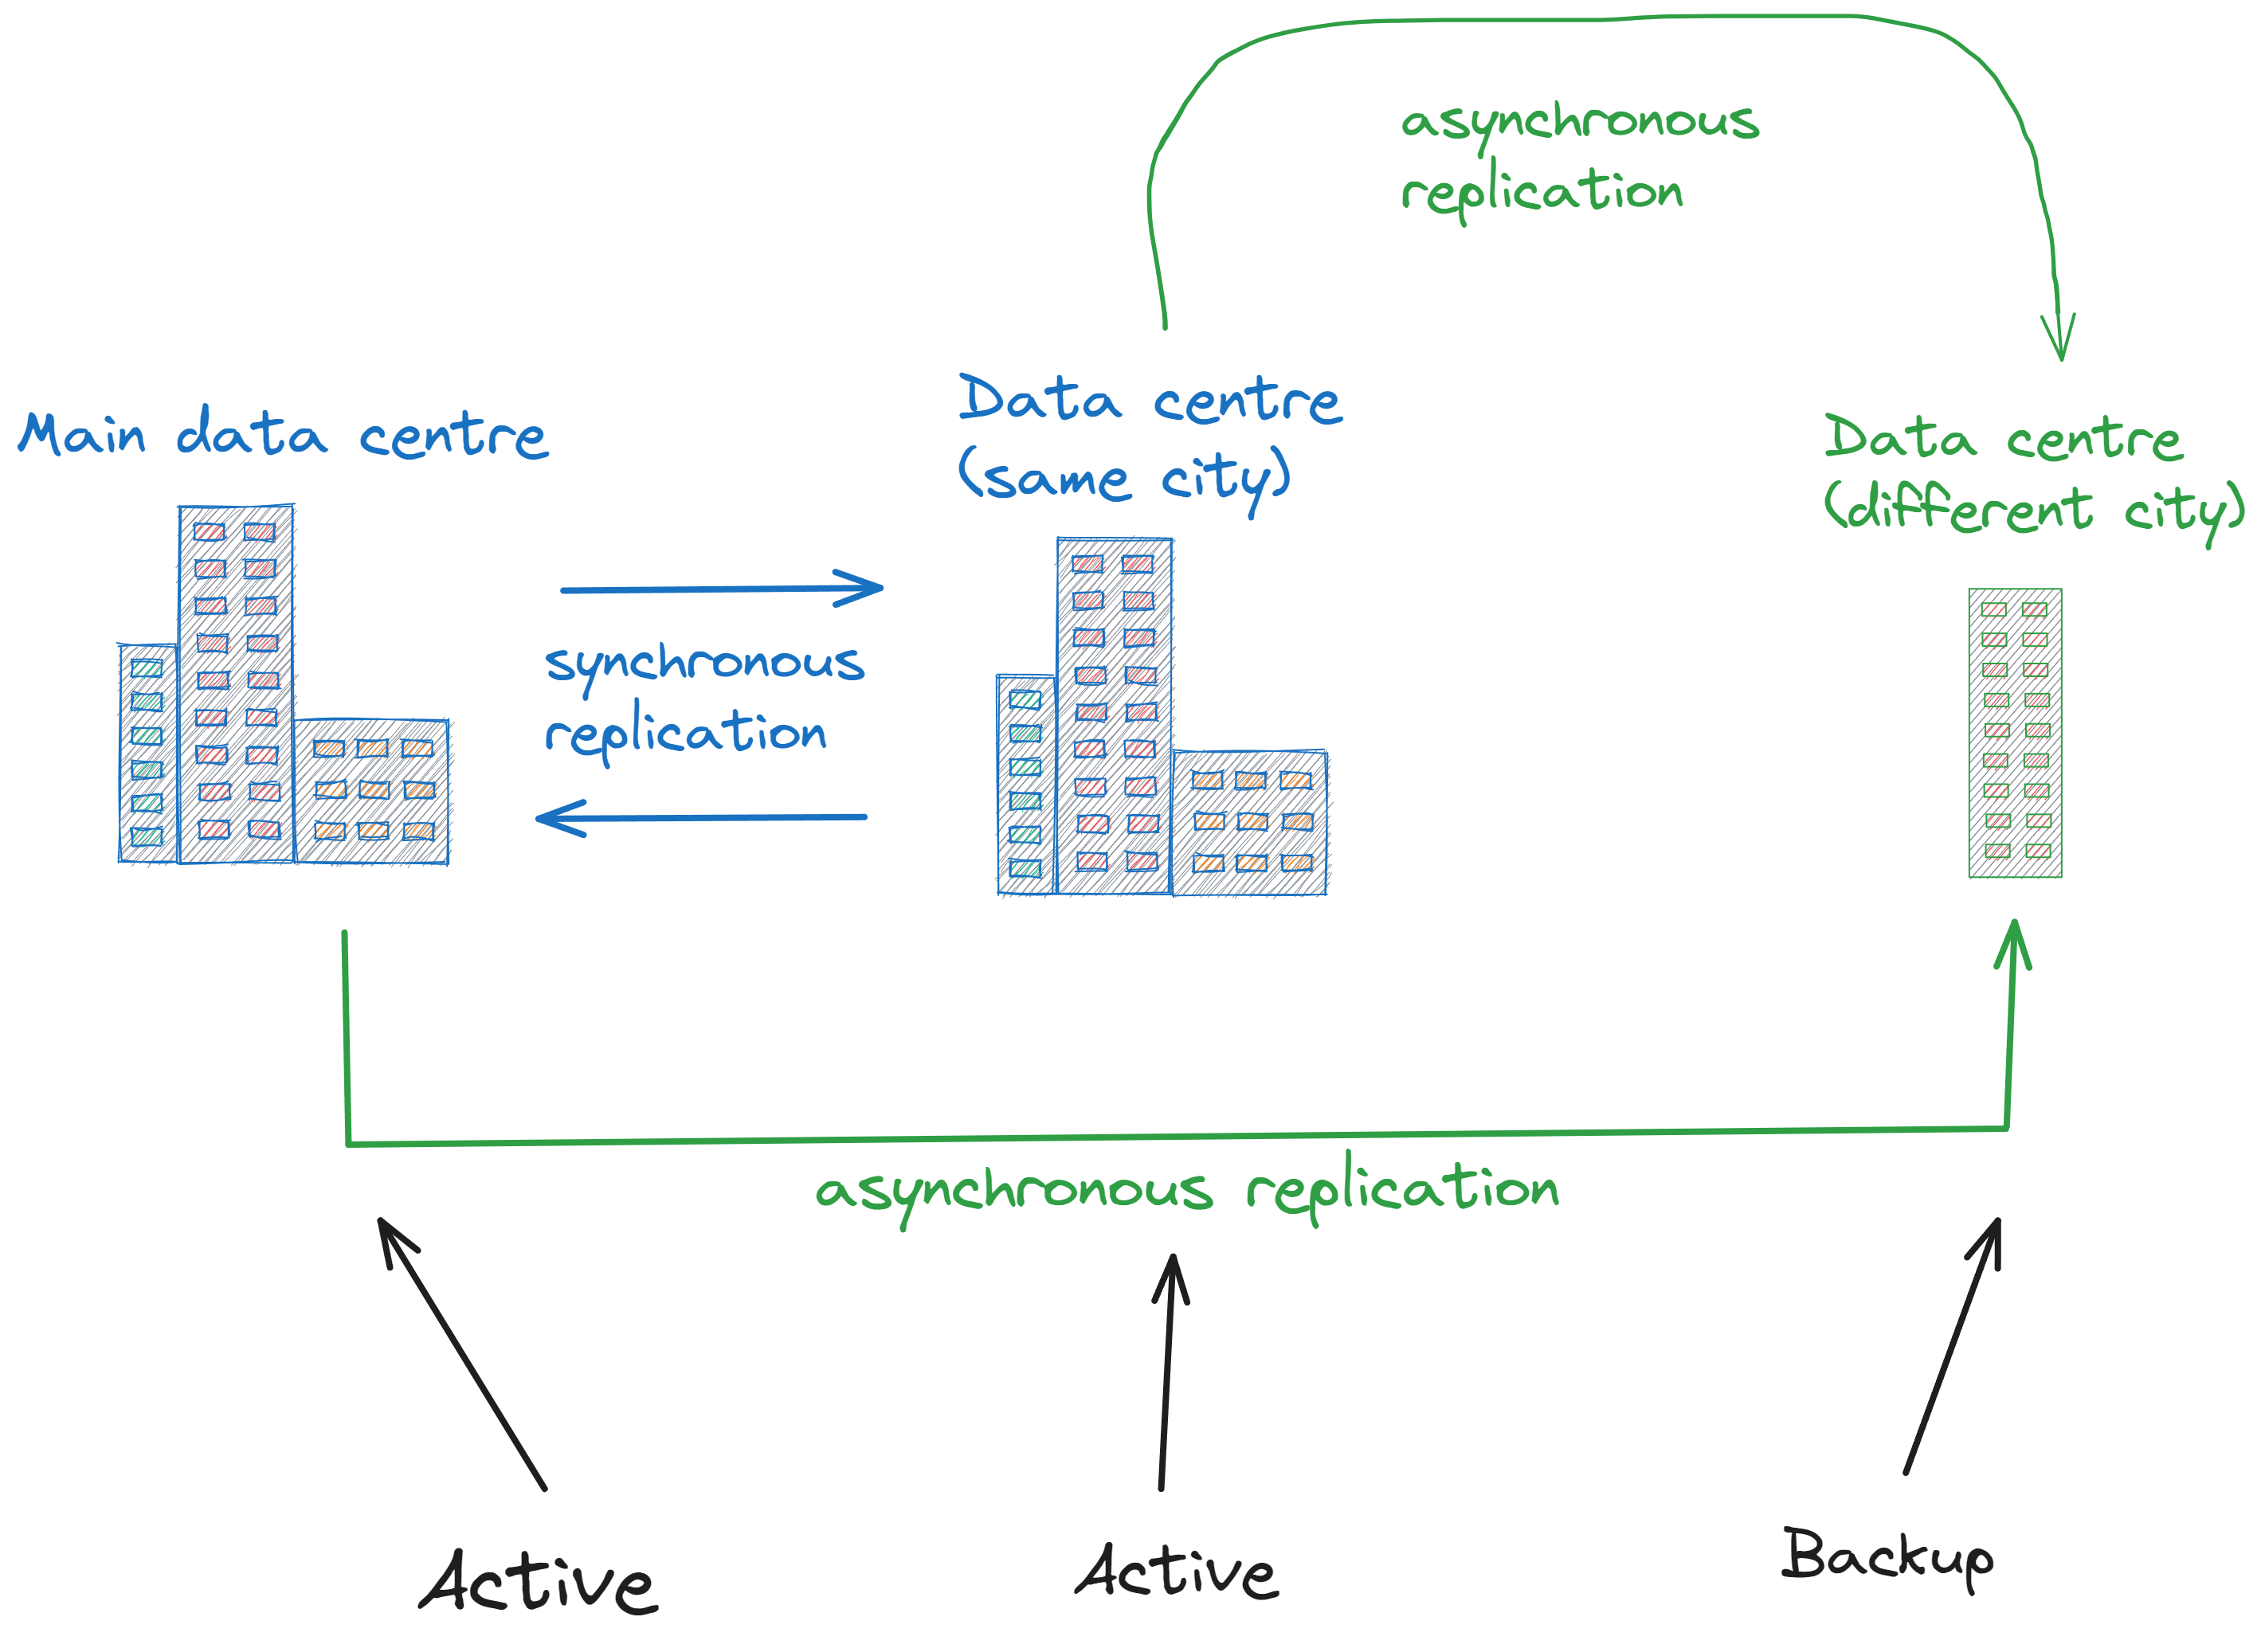 asynchronous
replication
Main data centre
Data centre
(same city)
Data centre
(different city)
synchronous
replication
asynchronous replication
Active
Active
Backup